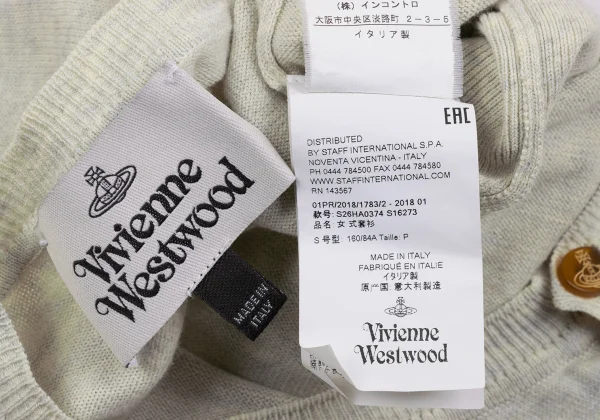 （株）インコントロ
大阪市中央区淡路町 2－3－5
イタリア製
EAC
DISTRIBUTED
BY STAFF INTERNATIONAL S.P.A.
NOVENTA VICENTINA - ITALY
PH 0444 784500 FAX 0444 784580
WWW.STAFFINTERNATIONAL.COM
RN 143567
01PR/2018/1783/2 - 2018 01
款号: S26HA0374 S16273
品名: 女 式套衫
S 号型 160/84A Taille: P
MADE IN ITALY
FABRIQUÉ EN ITALIE
イタリア製
原产国: 意大利製造
Vivienne
Westwood
Vivienne
Westwood
MADE IN
ITALY